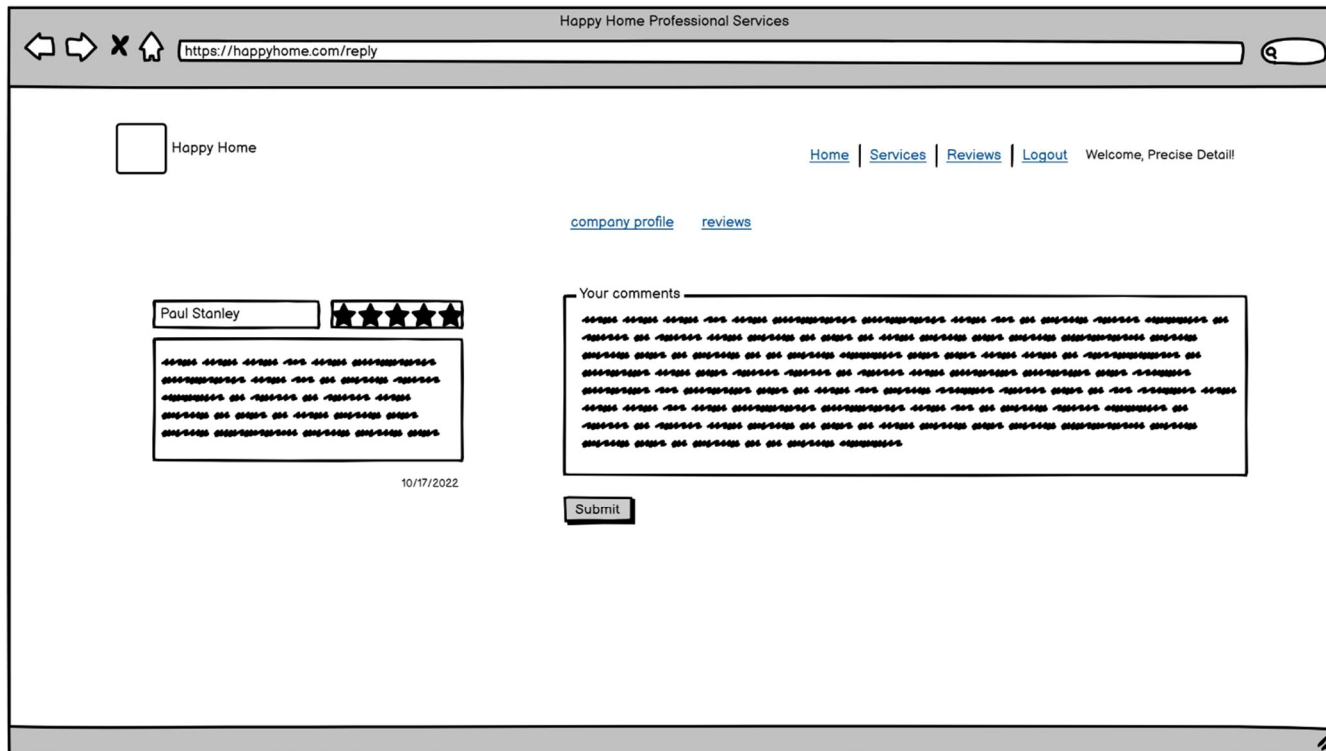 Happy Home Professional Services
https://happyhome.com/reply
Happy Home
Home Services Reviews Logout Welcome, Precise Detail!
company profile reviews
Paul Stanley
10/17/2022
Your comments
Submit